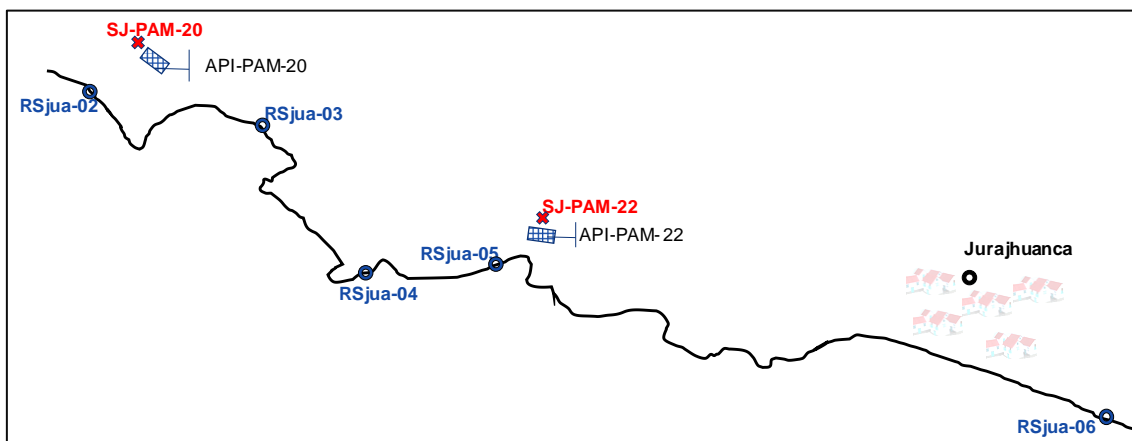 SJ-PAM-20
API-PAM-20
RSjua-02
RSjua-03
SJ-PAM-22
API-PAM-22
RSjua-05
Jurajhuanca
RSjua-04
RSjua-06